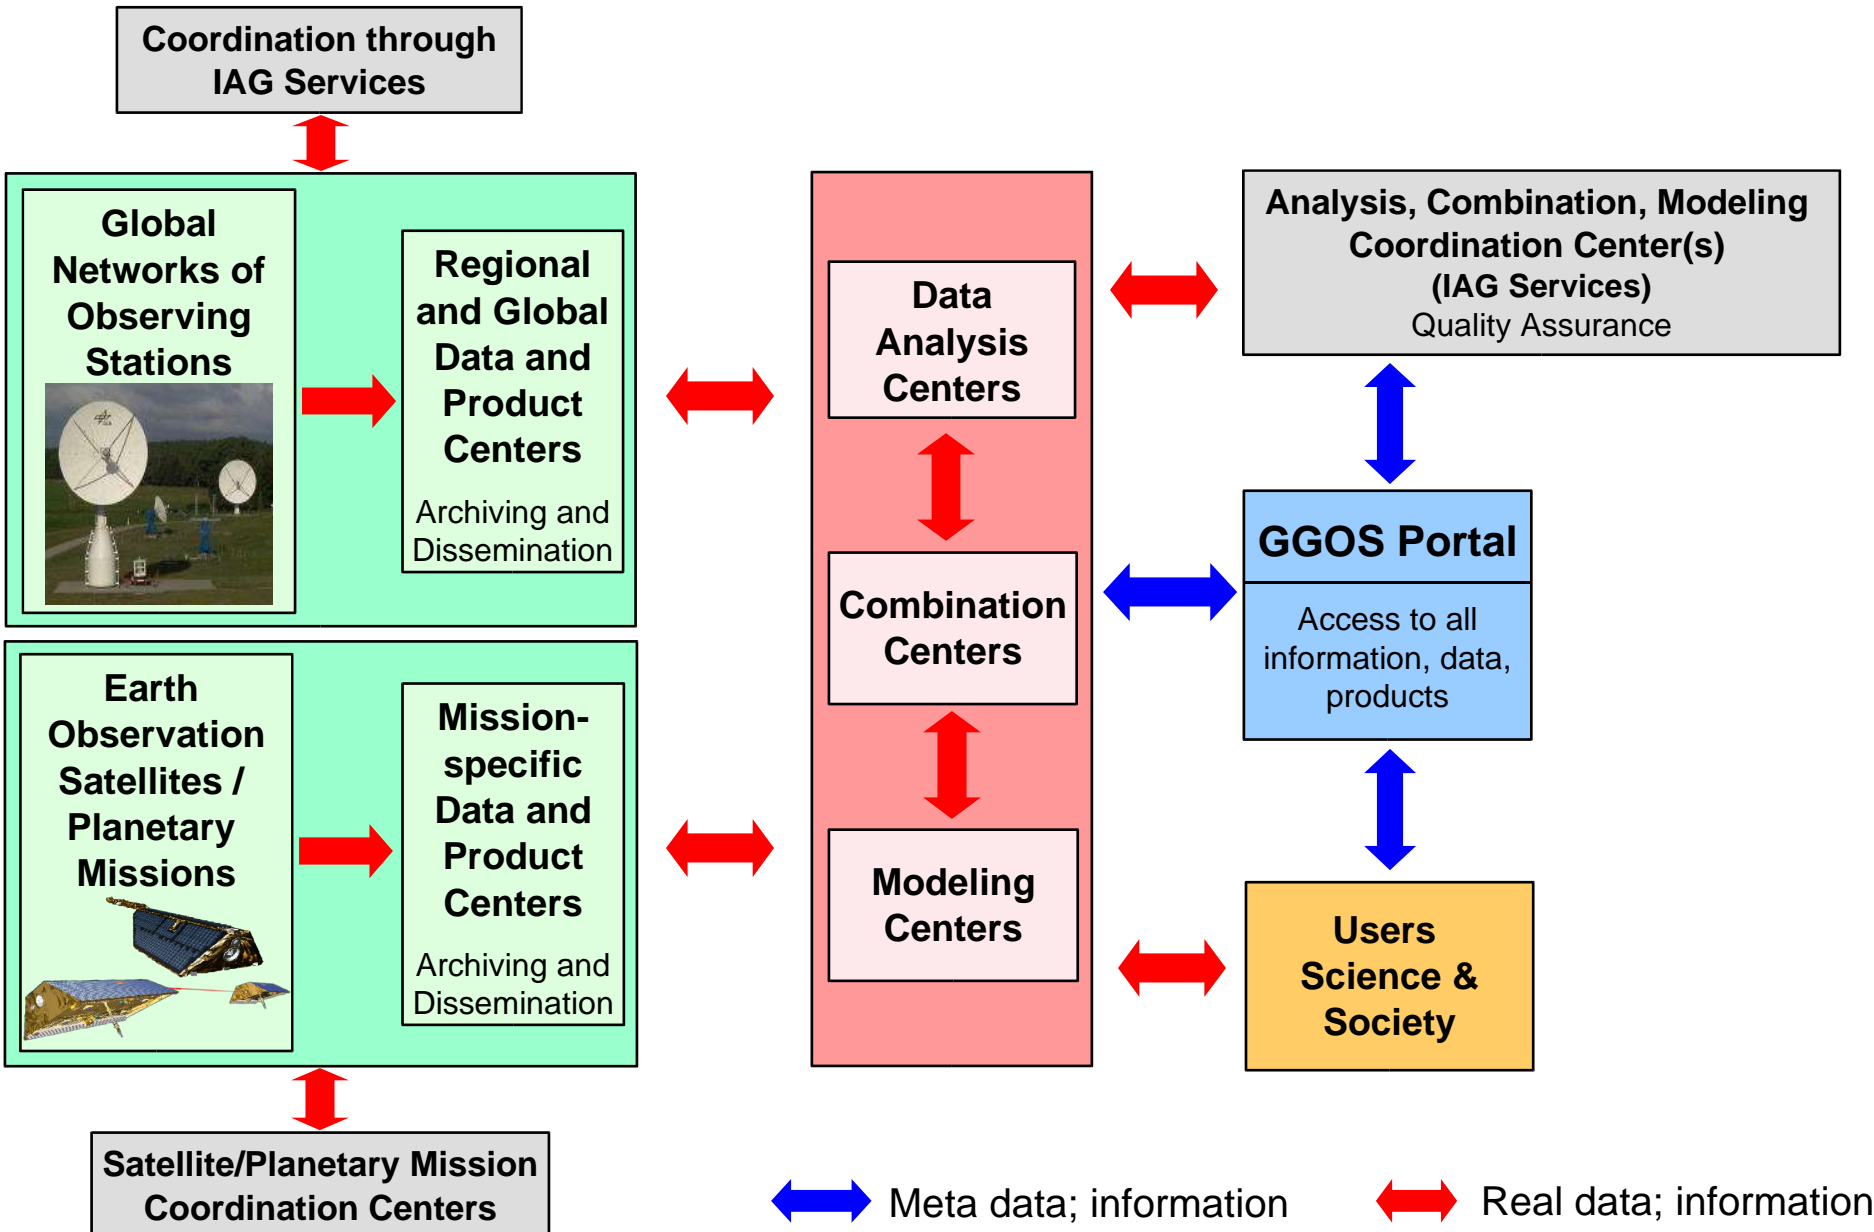 Coordination through
IAG Services
Global
Networks of
Observing
Stations
Regional
and Global
Data and
Product
Centers
Archiving and
Dissemination
Earth
Observation
Satellites /
Planetary
Missions
Mission-
specific
Data and
Product
Centers
Archiving and
Dissemination
Satellite/Planetary Mission
Coordination Centers
Data
Analysis
Centers
Combination
Centers
Modeling
Centers
Analysis, Combination, Modeling
Coordination Center(s)
(IAG Services)
Quality Assurance
GGOS Portal
Access to all
information, data,
products
Users
Science &
Society
Meta data; information
Real data; information